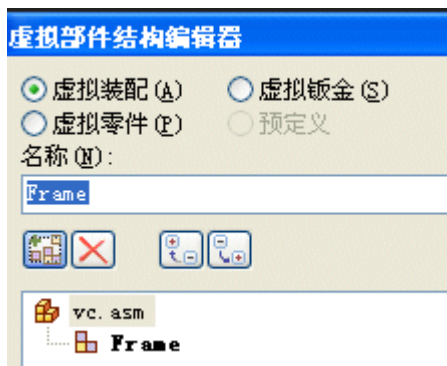 虚拟部件结构编辑器
虚拟装配(A) 虚拟钣金(S)
虚拟零件(P) 预定义
名称(N):
Frame
vc.asm
Frame